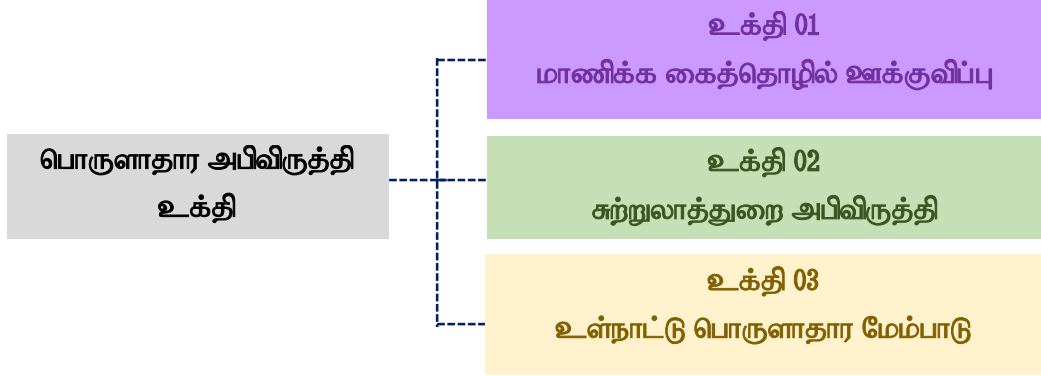 பொருளாதார அபிவிருத்தி
உக்தி
உக்தி 01
மாணிக்க கைத்தொழில் ஊக்குவிப்பு
உக்தி 02
சுற்றுலாத்துறை அபிவிருத்தி
உக்தி 03
உள்நாட்டு பொருளாதார மேம்பாடு